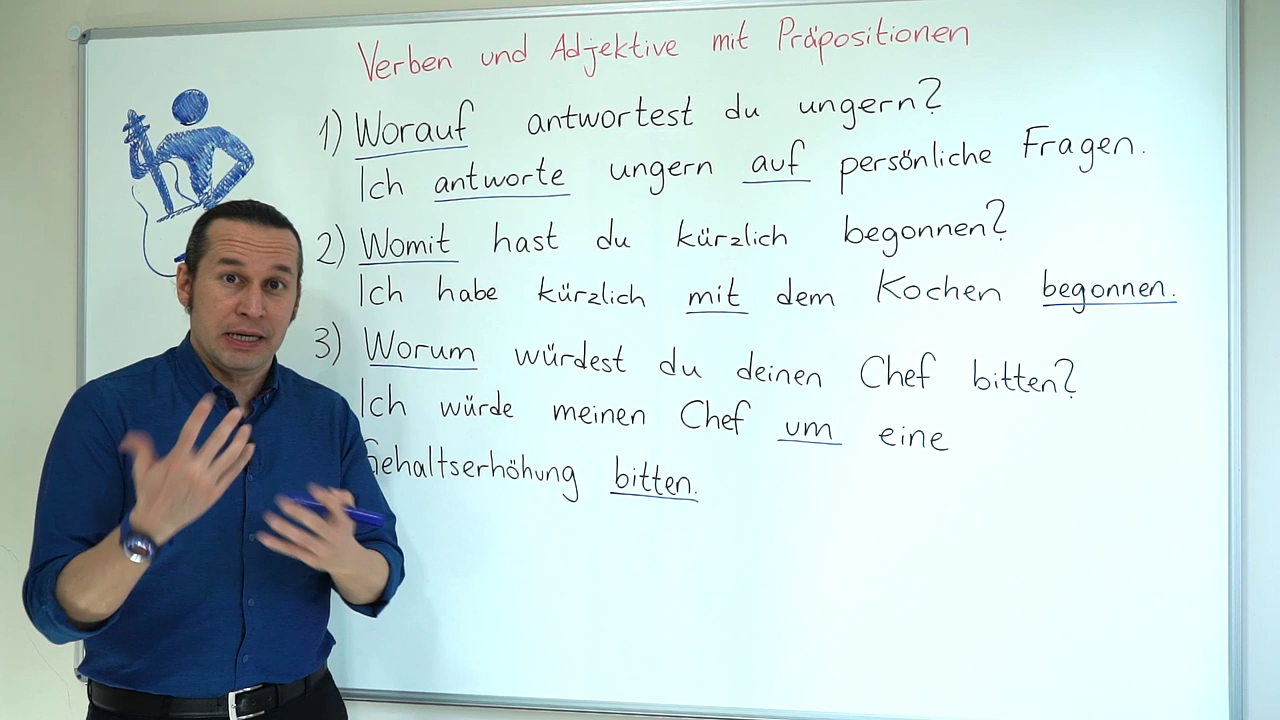 Verben und Adjektive mit Präpositionen
1) Worauf antwortest du ungern?
Ich antworte ungern auf persönliche Fragen.
2) Womit hast du kürzlich begonnen?
Ich habe kürzlich mit dem Kochen begonnen.
3) Worum würdest du deinen Chef bitten?
Ich würde meinen Chef um eine
Gehaltserhöhung bitten.